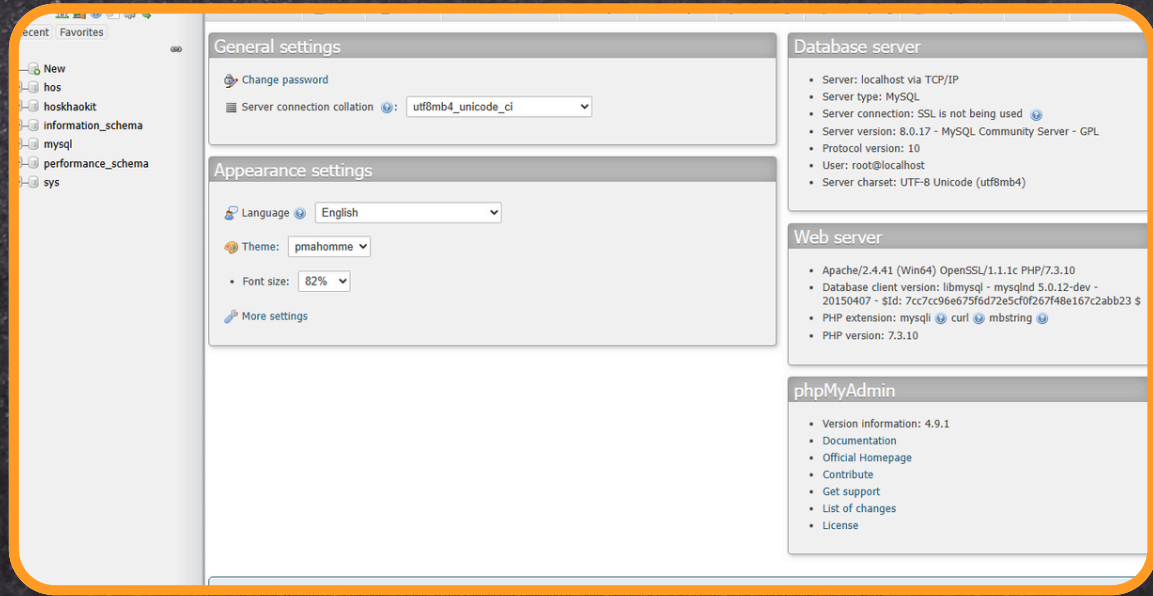 Favorites
New
hos
hoskhaokit
information_schema
mysql
performance_schema
sys
General settings
Change password
Server connection collation : utf8mb4_unicode_ci
Appearance settings
Language English
Theme: pmahomme
Font size: 82%
More settings
Database server
Server: localhost via TCP/IP
Server type: MySQL
Server connection: SSL is not being used
Server version: 8.0.17 - MySQL Community Server - GPL
Protocol version: 10
User: root@localhost
Server charset: UTF-8 Unicode (utf8mb4)
Web server
Apache/2.4.41 (Win64) OpenSSL/1.1.1c PHP/7.3.10
Database client version: libmysql - mysqlnd 5.0.12-dev -
20150407 - $Id: 7cc7cc96e675f6d72e5cf0f267f48e167c2abb23 $
PHP extension: mysqli curl mbstring
PHP version: 7.3.10
phpMyAdmin
Version information: 4.9.1
Documentation
Official Homepage
Contribute
Get support
List of changes
License